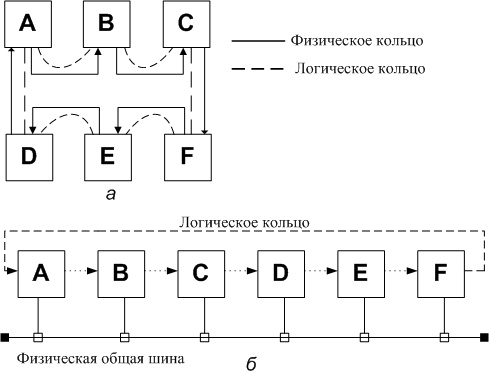 A B C
Физическое кольцо
Логическое кольцо
D E F
а
Логическое кольцо
A B C D E F
Физическая общая шина
б